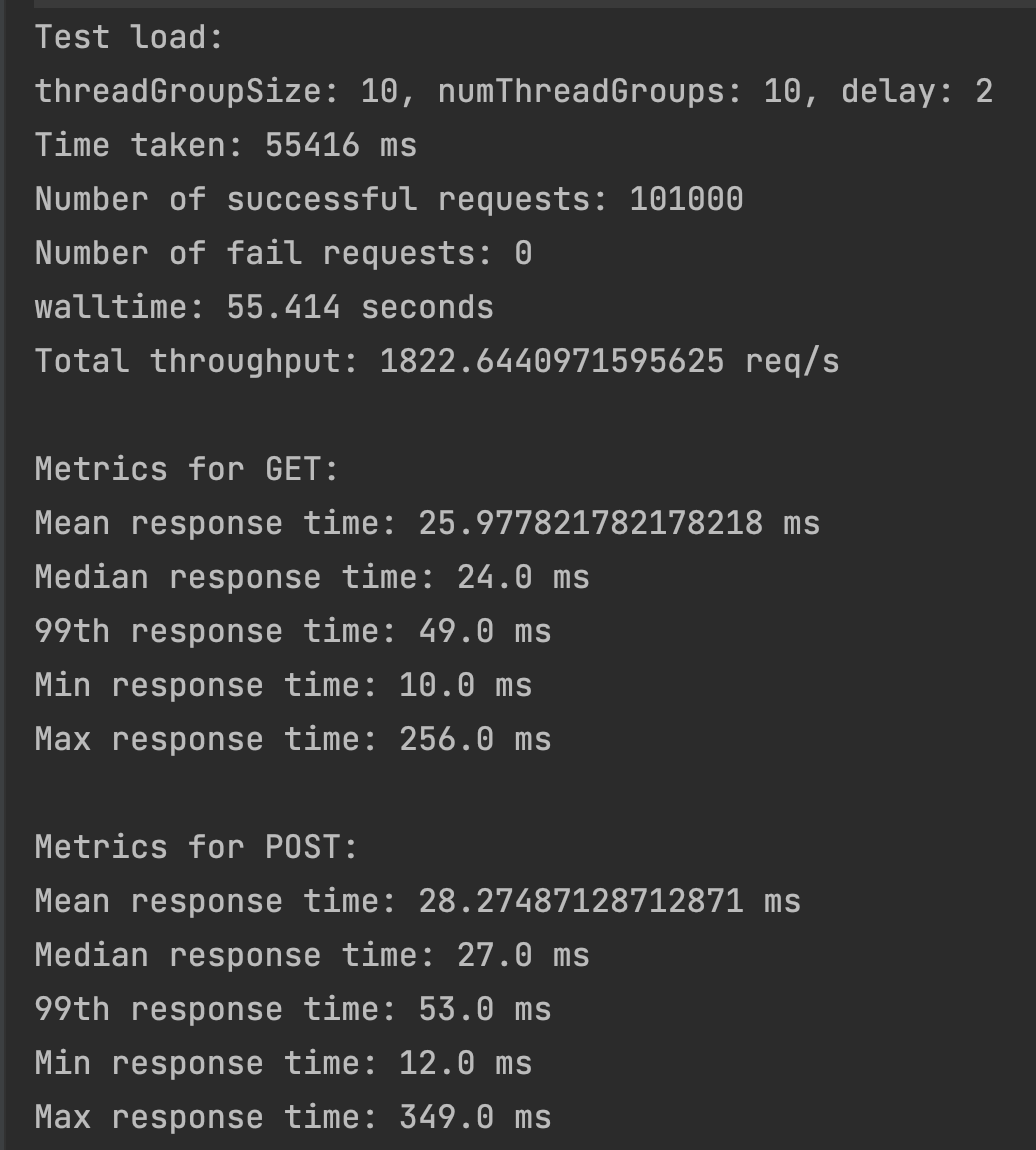 Test load:
threadGroupSize: 10, numThreadGroups: 10, delay: 2
Time taken: 55416 ms
Number of successful requests: 101000
Number of fail requests: 0
walltime: 55.414 seconds
Total throughput: 1822.6440971595625 req/s
Metrics for GET:
Mean response time: 25.977821782178218 ms
Median response time: 24.0 ms
99th response time: 49.0 ms
Min response time: 10.0 ms
Max response time: 256.0 ms
Metrics for POST:
Mean response time: 28.27487128712871 ms
Median response time: 27.0 ms
99th response time: 53.0 ms
Min response time: 12.0 ms
Max response time: 349.0 ms